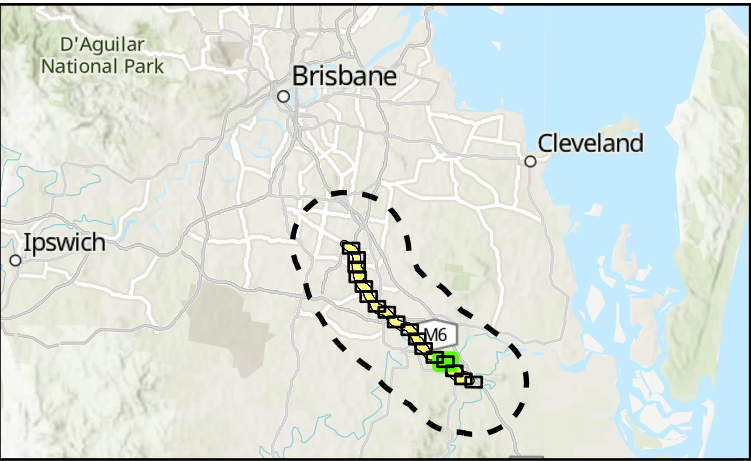 D'Aguilar
National Park
Brisbane
Cleveland
Ipswich
M6